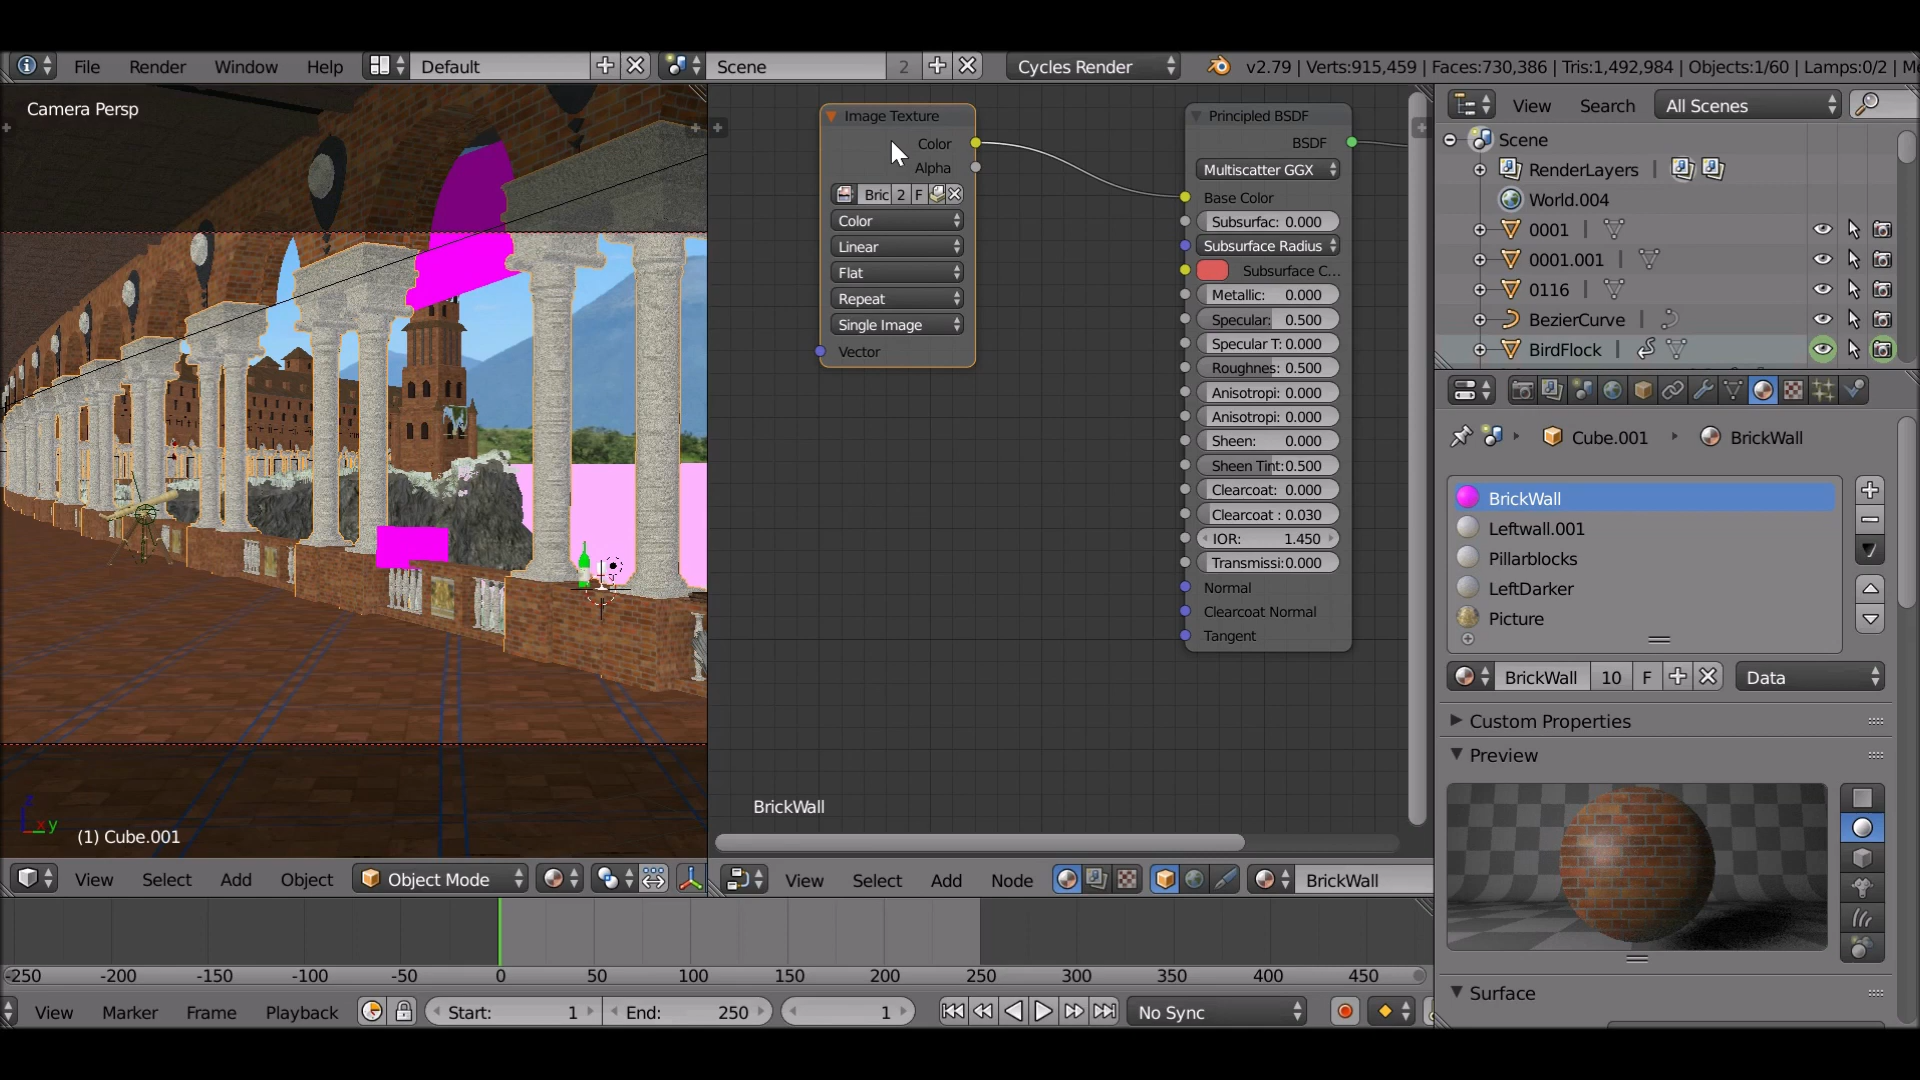 File Render Window Help Default Scene 2 Cycles Render v2.79 | Verts:915,459 | Faces:730,386 | Tris:1,492,984 | Objects:1/60 | Lamps:0/2 |
Camera Persp
(1) Cube.001
View Select Add Object Object Mode
Image Texture
Color
Alpha
Bric 2 F
Color
Linear
Flat
Repeat
Single Image
Vector
Principled BSDF
BSDF
Multiscatter GGX
Base Color
Subsurfac: 0.000
Subsurface Radius
Subsurface C...
Metallic: 0.000
Specular: 0.500
Specular T: 0.000
Roughnes: 0.500
Anisotropi: 0.000
Anisotropi: 0.000
Sheen: 0.000
Sheen Tint: 0.500
Clearcoat: 0.000
Clearcoat : 0.030
IOR: 1.450
Transmissi: 0.000
Normal
Clearcoat Normal
Tangent
BrickWall
View Select Add Node BrickWall
View Search All Scenes
Scene
RenderLayers |
World.004
0001 |
0001.001 |
0116 |
BezierCurve |
BirdFlock |
Cube.001 BrickWall
BrickWall
Leftwall.001
Pillarblocks
LeftDarker
Picture
BrickWall 10 F Data
Custom Properties
Preview
Surface
-250 -200 -150 -100 -50 0 50 100 150 200 250 300 350 400 450
View Marker Frame Playback Start: 1 End: 250 1 No Sync